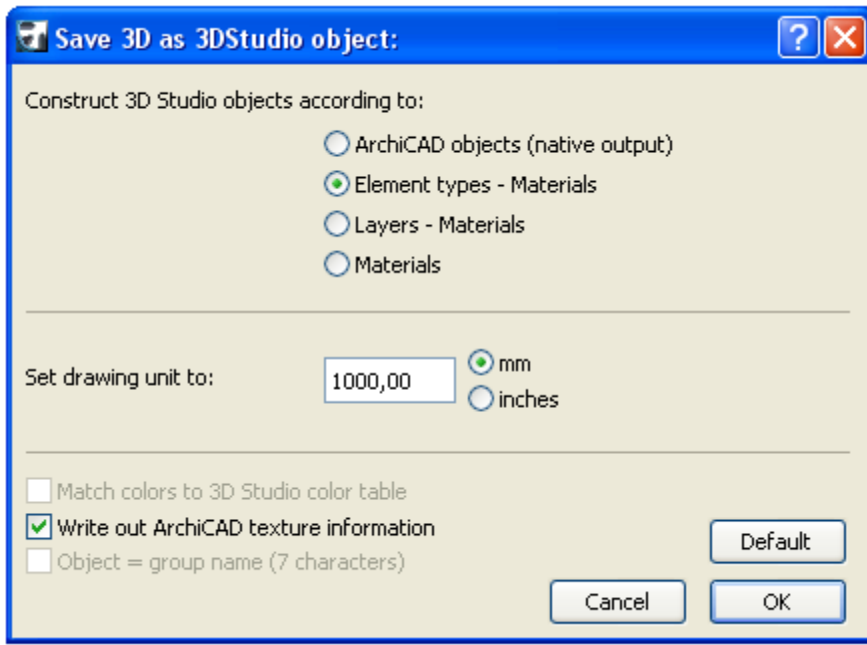 Save 3D as 3DStudio object:
Construct 3D Studio objects according to:
ArchiCAD objects (native output)
Element types - Materials
Layers - Materials
Materials
Set drawing unit to:
1000,00
mm
inches
Match colors to 3D Studio color table
Write out ArchiCAD texture information
Object = group name (7 characters)
Default
Cancel
OK